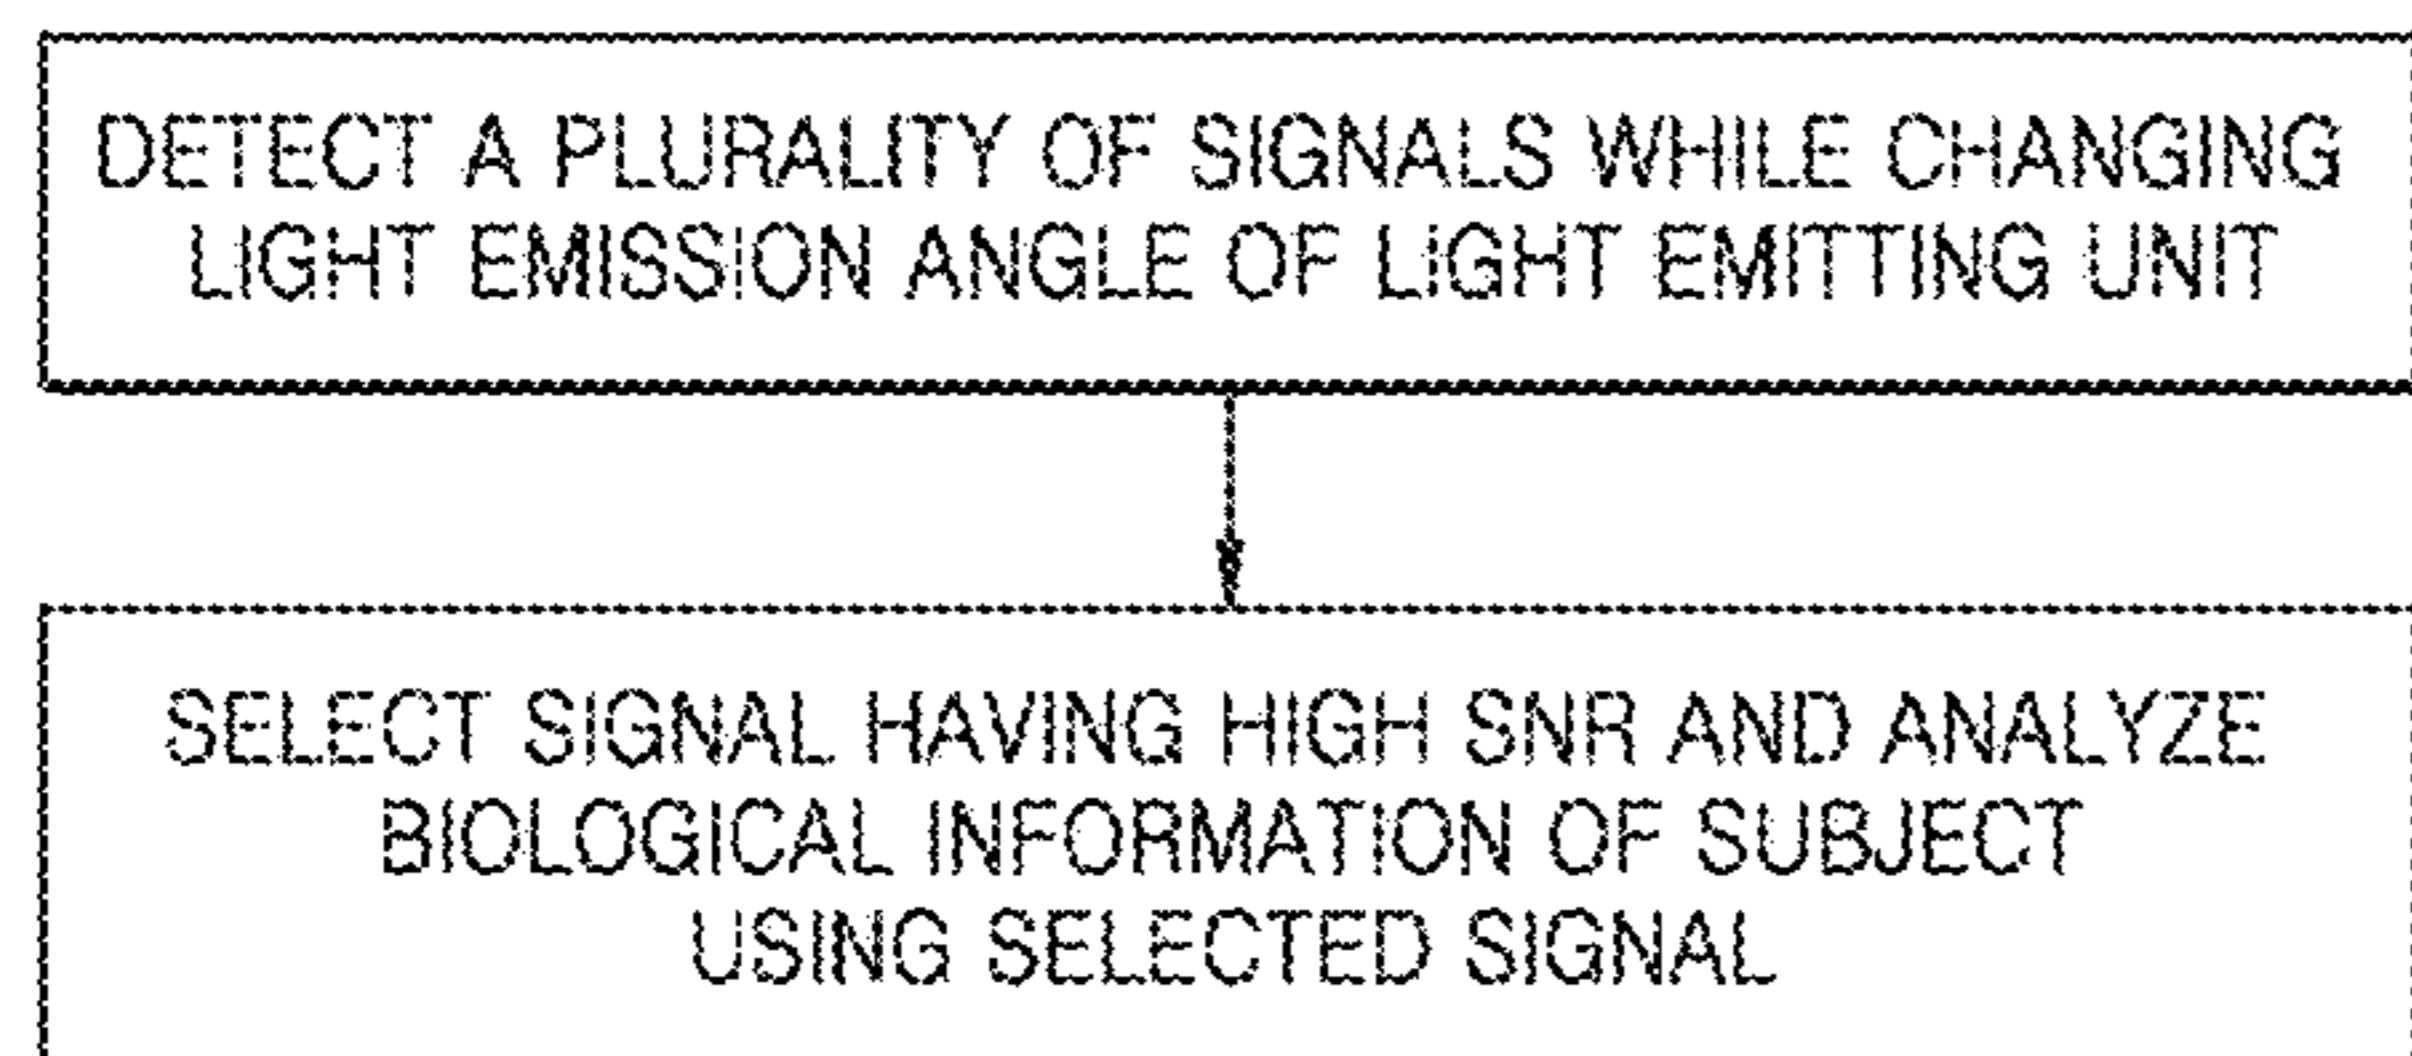 DETECT A PLURALITY OF SIGNALS WHILE CHANGING
LIGHT EMISSION ANGLE OF LIGHT EMITTING UNIT
SELECT SIGNAL HAVING HIGH SNR AND ANALYZE
BIOLOGICAL INFORMATION OF SUBJECT
USING SELECTED SIGNAL